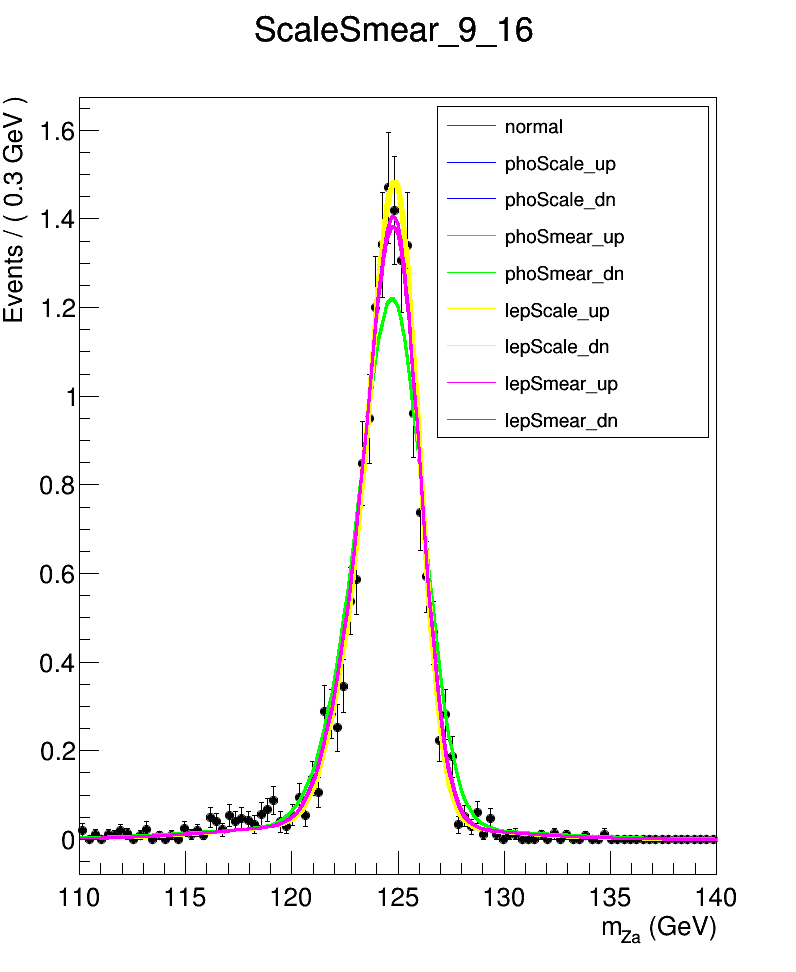 ScaleSmear_9_16
Events / ( 0.3 GeV )
1.6
1.4
1.2
1
0.8
0.6
0.4
0.2
0
normal
phoScale_up
phoScale_dn
phoSmear_up
phoSmear_dn
lepScale_up
lepScale_dn
lepSmear_up
lepSmear_dn
110 115 120 125 130 135 140
m_Za (GeV)